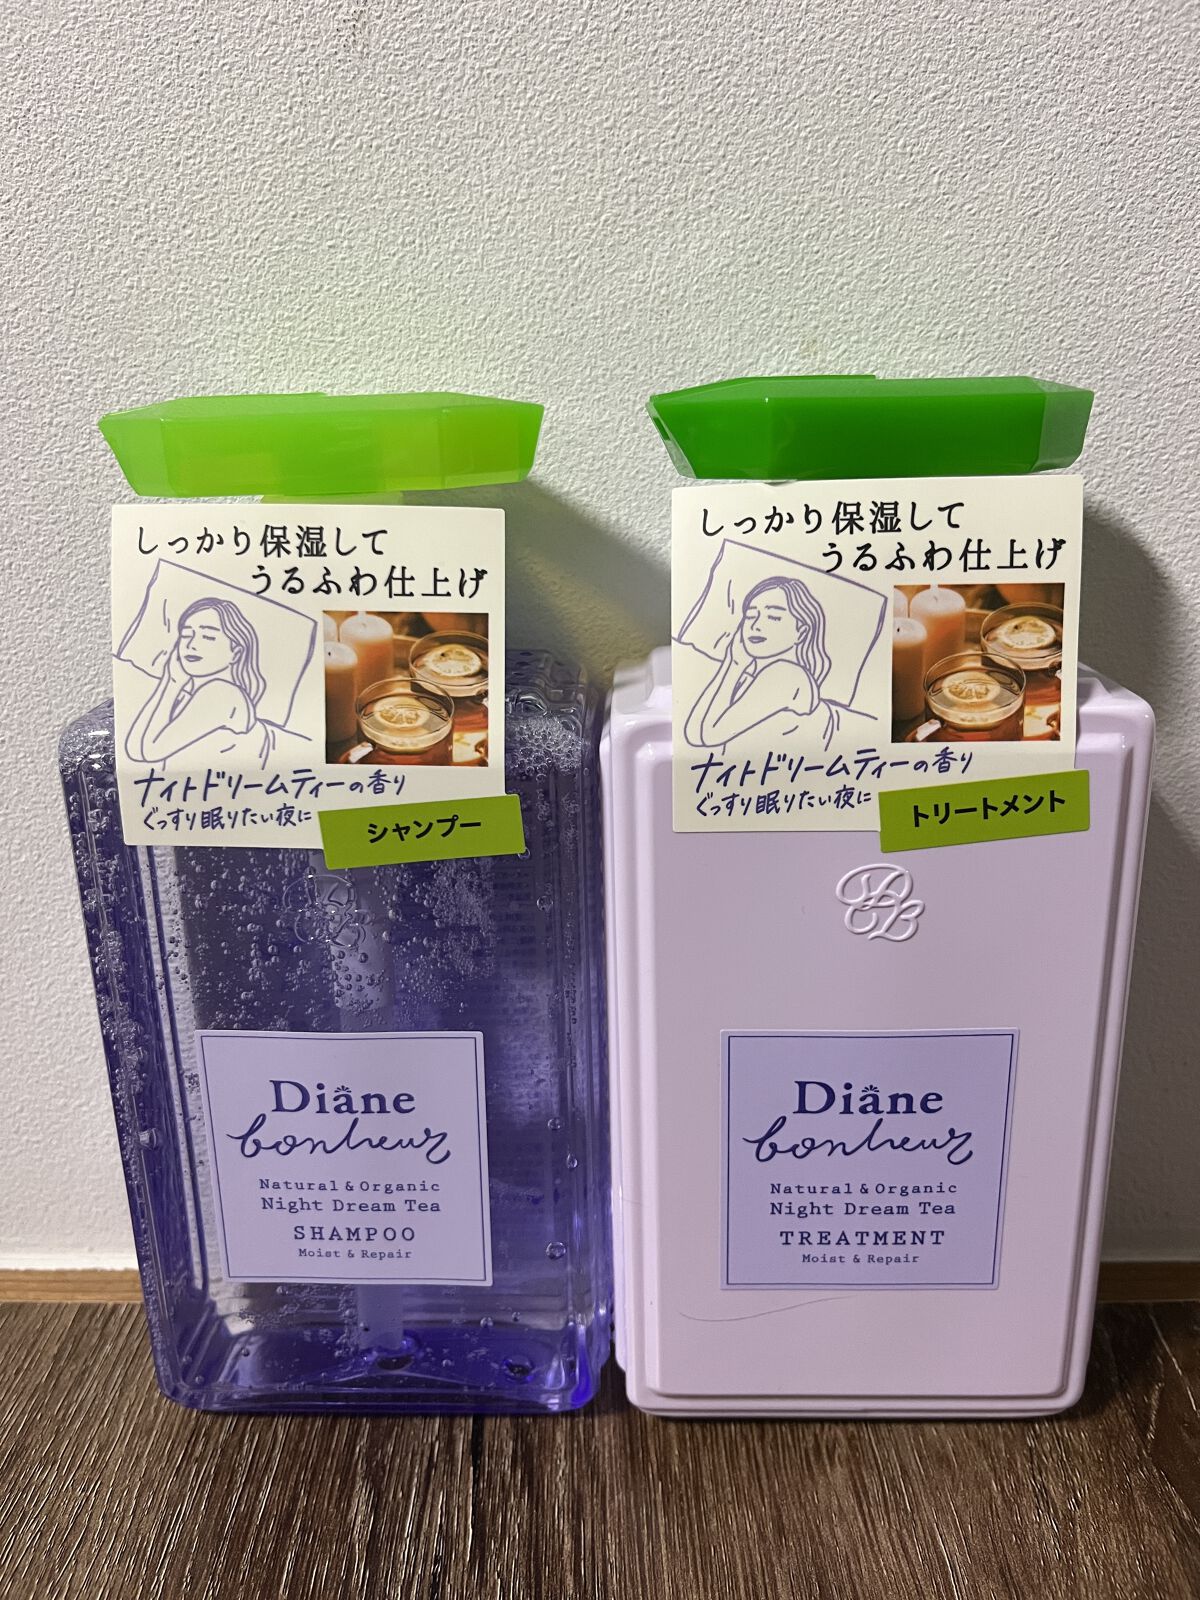 しっかり保湿して
うるふわ仕上げ
ナイトドリームティーの香り
ぐっすり眠りたい夜に
シャンプー
Diane
bonheur
Natural & Organic
Night Dream Tea
SHAMPOO
Moist & Repair
しっかり保湿して
うるふわ仕上げ
ナイトドリームティーの香り
ぐっすり眠りたい夜に
トリートメント
Diane
bonheur
Natural & Organic
Night Dream Tea
TREATMENT
Moist & Repair